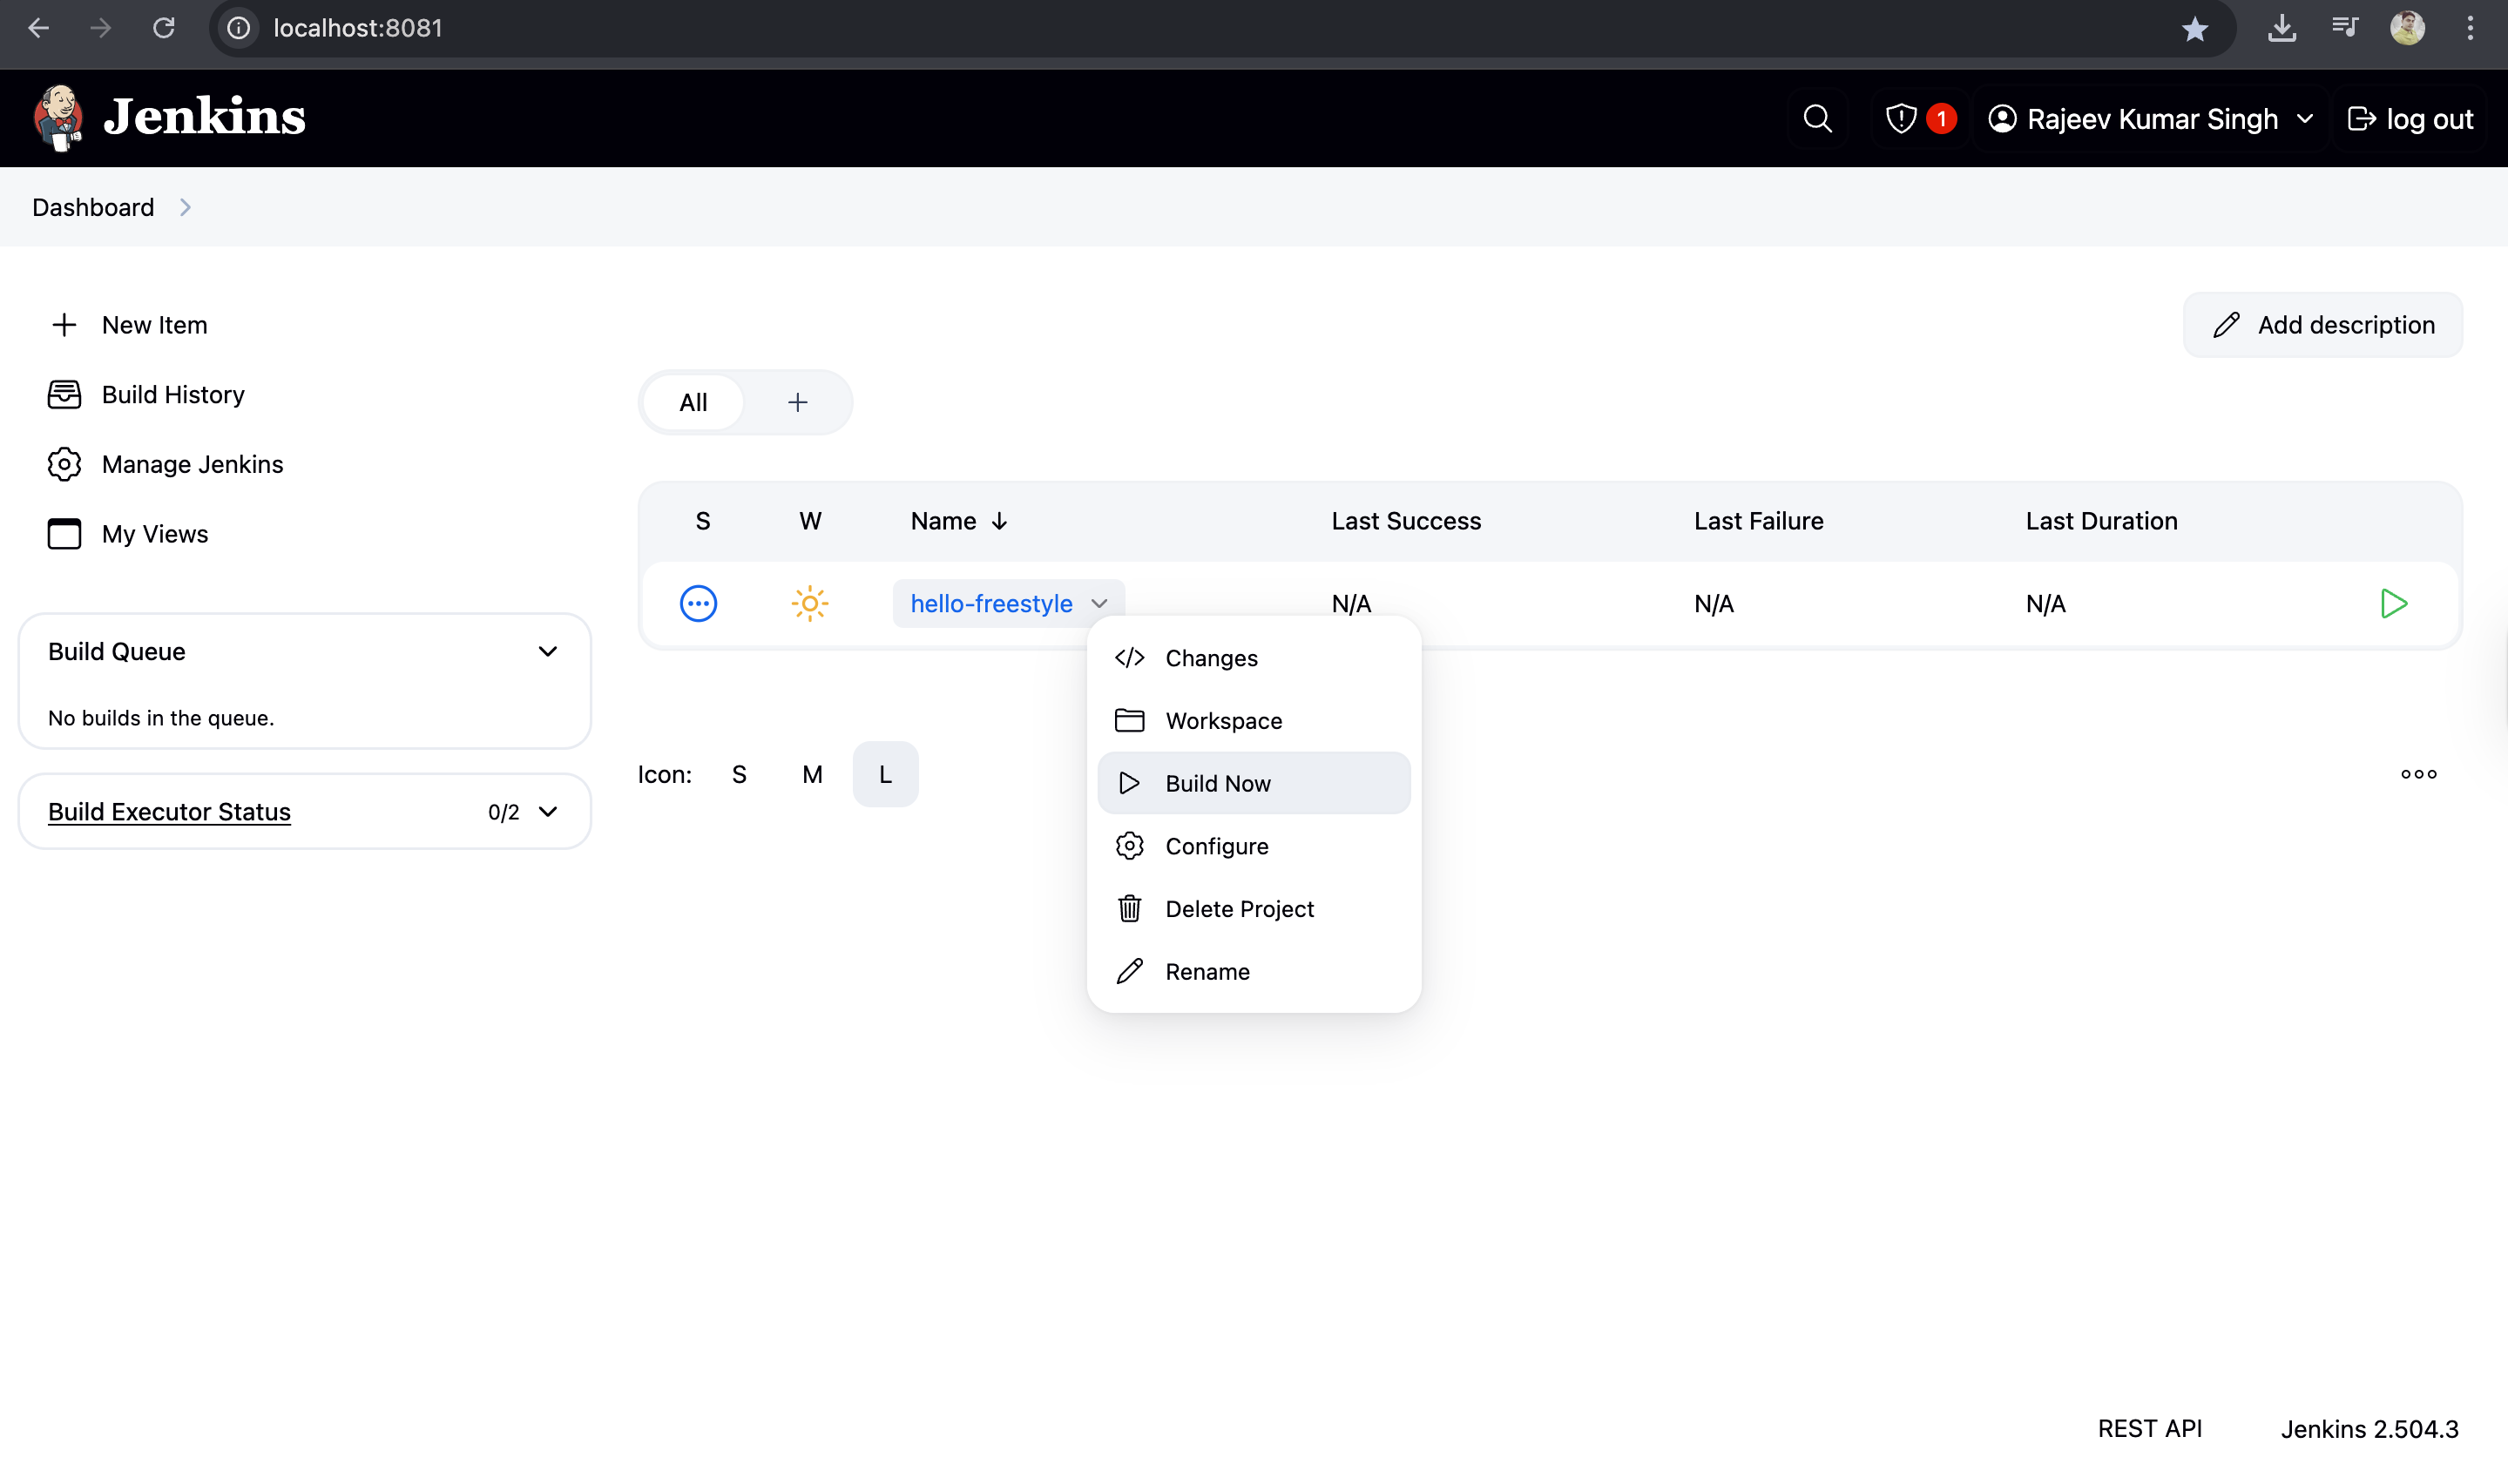 localhost:8081
Jenkins
1
Rajeev Kumar Singh
log out
Dashboard
New Item
Build History
Manage Jenkins
My Views
Build Queue
No builds in the queue.
Build Executor Status 0/2
Add description
All
S W Name ↓ Last Success Last Failure Last Duration
hello-freestyle N/A N/A N/A
Changes
Workspace
Build Now
Configure
Delete Project
Rename
Icon: S M L
REST API Jenkins 2.504.3